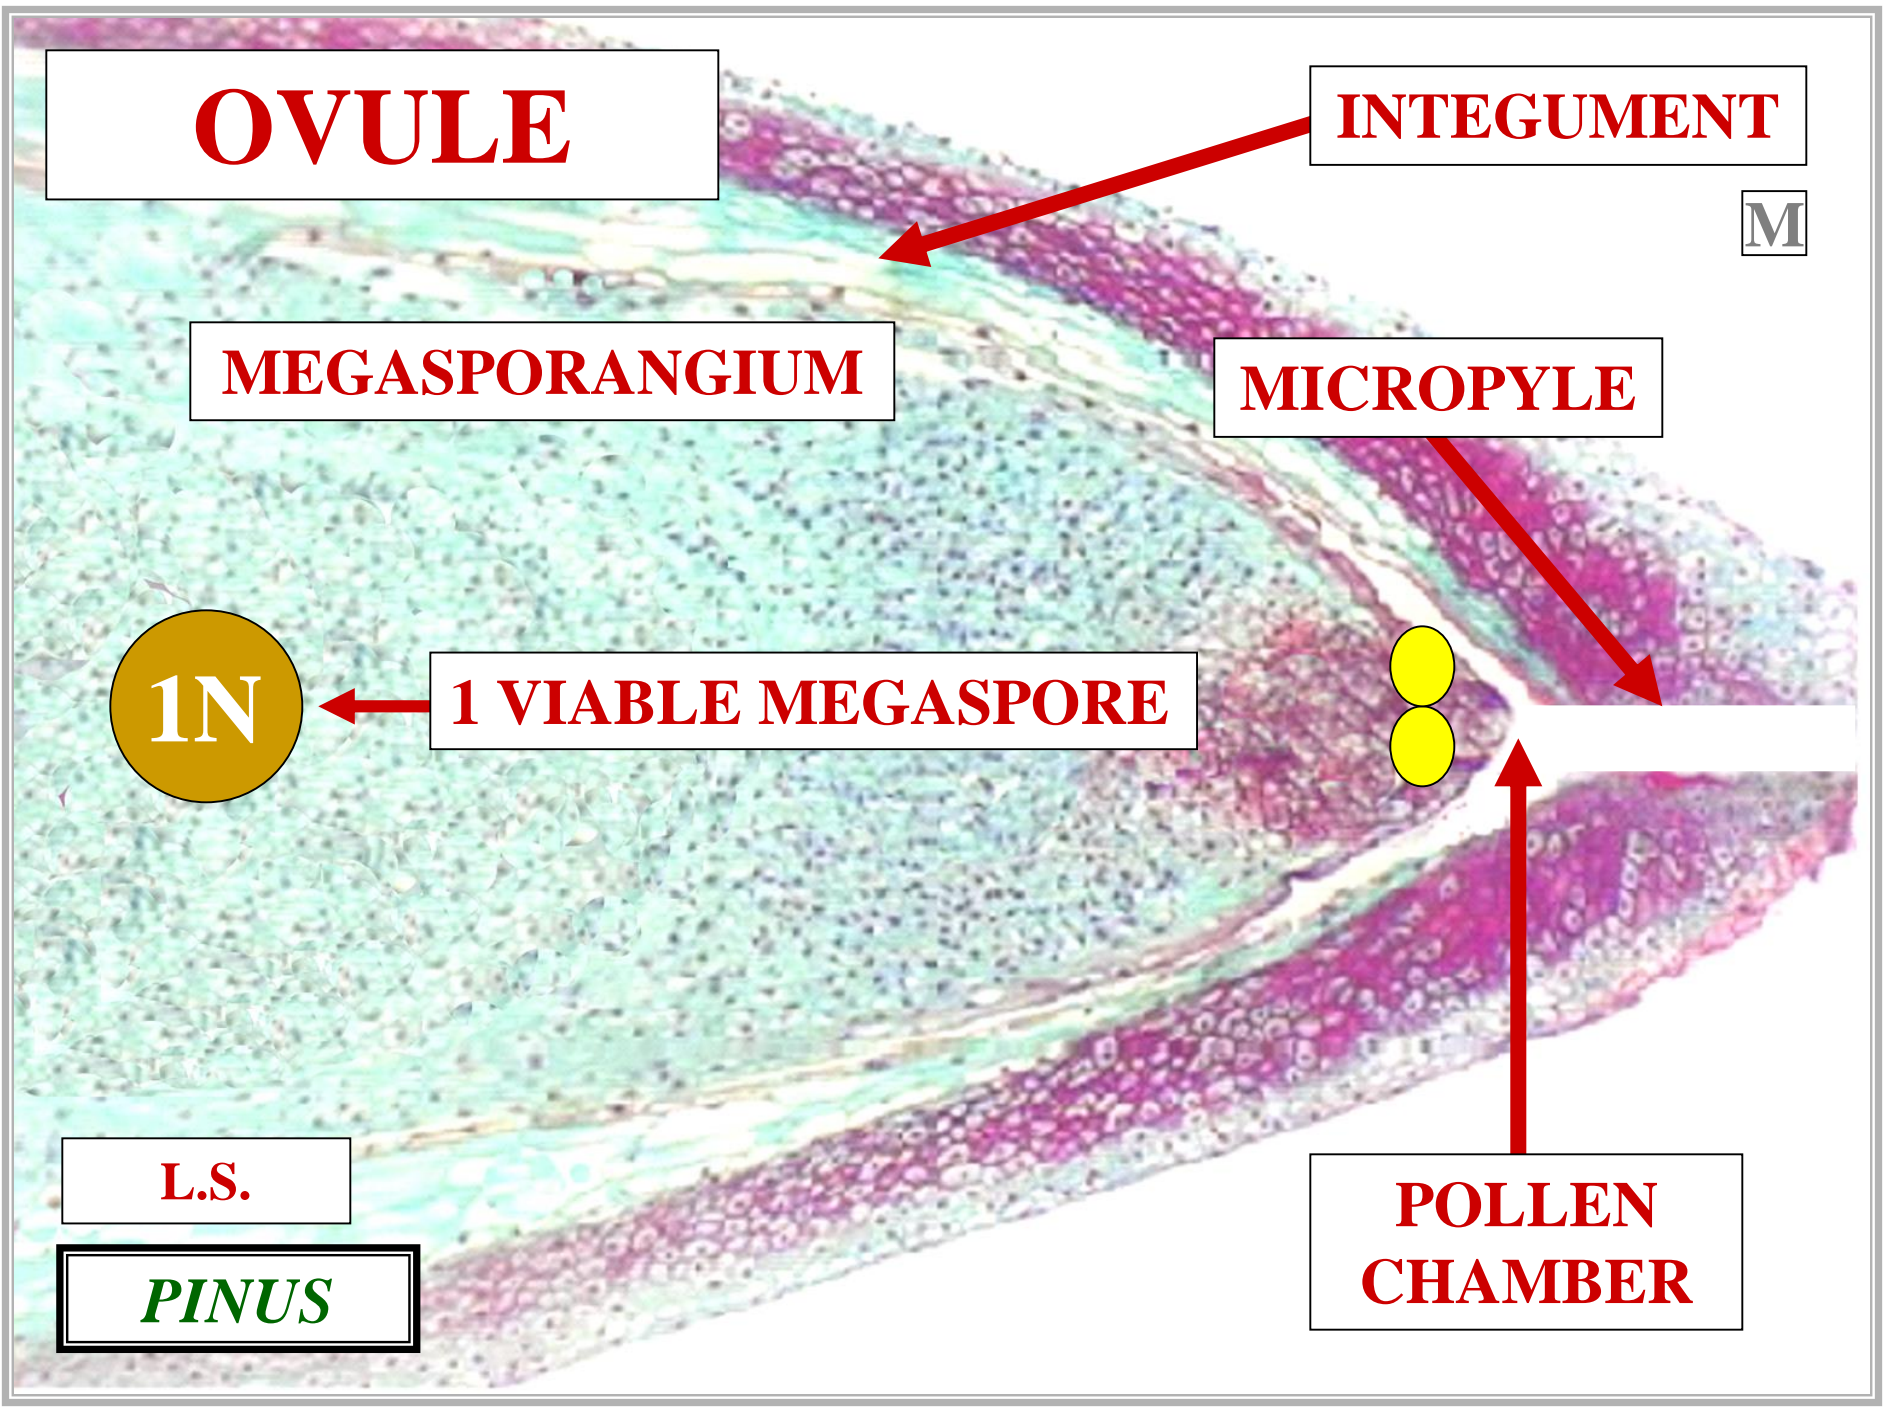 OVULE
INTEGUMENT
M
MEGASPORANGIUM
MICROPYLE
1N
1 VIABLE MEGASPORE
L.S.
PINUS
POLLEN
CHAMBER